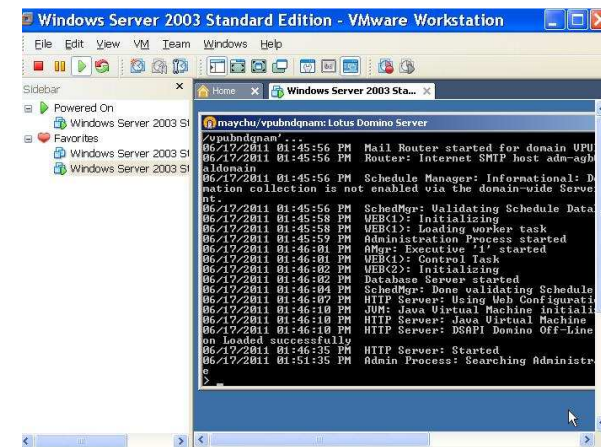 Windows Server 2003 Standard Edition - VMware Workstation
File Edit View VM Team Windows Help
Sidebar
Powered On
Windows Server 2003 St
Favorites
Windows Server 2003 St
Windows Server 2003 St
Home
Windows Server 2003 Sta...
maychu/vpubndqnam: Lotus Domino Server
/vpubndqnam'...
06/17/2011 01:45:56 PM Mail Router started for domain VPU
06/17/2011 01:45:56 PM Router: Internet SMTP host
aldomain
06/17/2011 01:45:56 PM Schedule Manager: Informational: Do
mation collection is not enabled via the domain-wide Serve
nt.
06/17/2011 01:45:56 PM SchedMgr: Validating Schedule Data
06/17/2011 01:45:58 PM WEB(1): Initializing
06/17/2011 01:45:58 PM WEB(1): Loading worker task
06/17/2011 01:45:59 PM Administration Process started
06/17/2011 01:46:01 PM AMgr: Executive '1' started
06/17/2011 01:46:01 PM WEB(1): Control Task
06/17/2011 01:46:02 PM WEB(2): Initializing
06/17/2011 01:46:02 PM Database Server started
06/17/2011 01:46:04 PM SchedMgr: Done validating Schedule
06/17/2011 01:46:07 PM HTTP Server: Using Web Configurati
06/17/2011 01:46:10 PM JVM: Java Virtual Machine initiali
06/17/2011 01:46:10 PM HTTP Server: Java Virtual Machine
06/17/2011 01:46:10 PM HTTP Server: DSAPI Domino Off-Line
on Loaded successfully
06/17/2011 01:46:35 PM HTTP Server: Started
06/17/2011 01:51:35 PM Admin Process: Searching Administr
e
> _